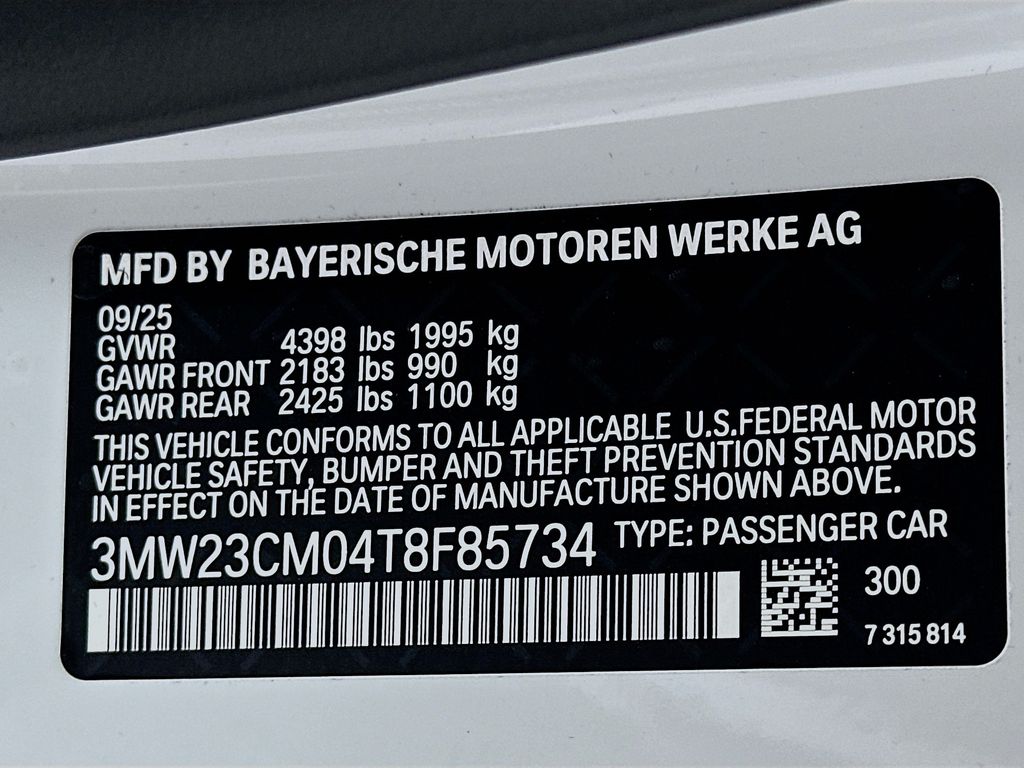 MFD BY BAYERISCHE MOTOREN WERKE AG
09/25
GVWR 4398 lbs 1995 kg
GAWR FRONT 2183 lbs 990 kg
GAWR REAR 2425 lbs 1100 kg
THIS VEHICLE CONFORMS TO ALL APPLICABLE U.S.FEDERAL MOTOR
VEHICLE SAFETY, BUMPER AND THEFT PREVENTION STANDARDS
IN EFFECT ON THE DATE OF MANUFACTURE SHOWN ABOVE.
3MW23CM04T8F85734 TYPE: PASSENGER CAR
300
7 315 814